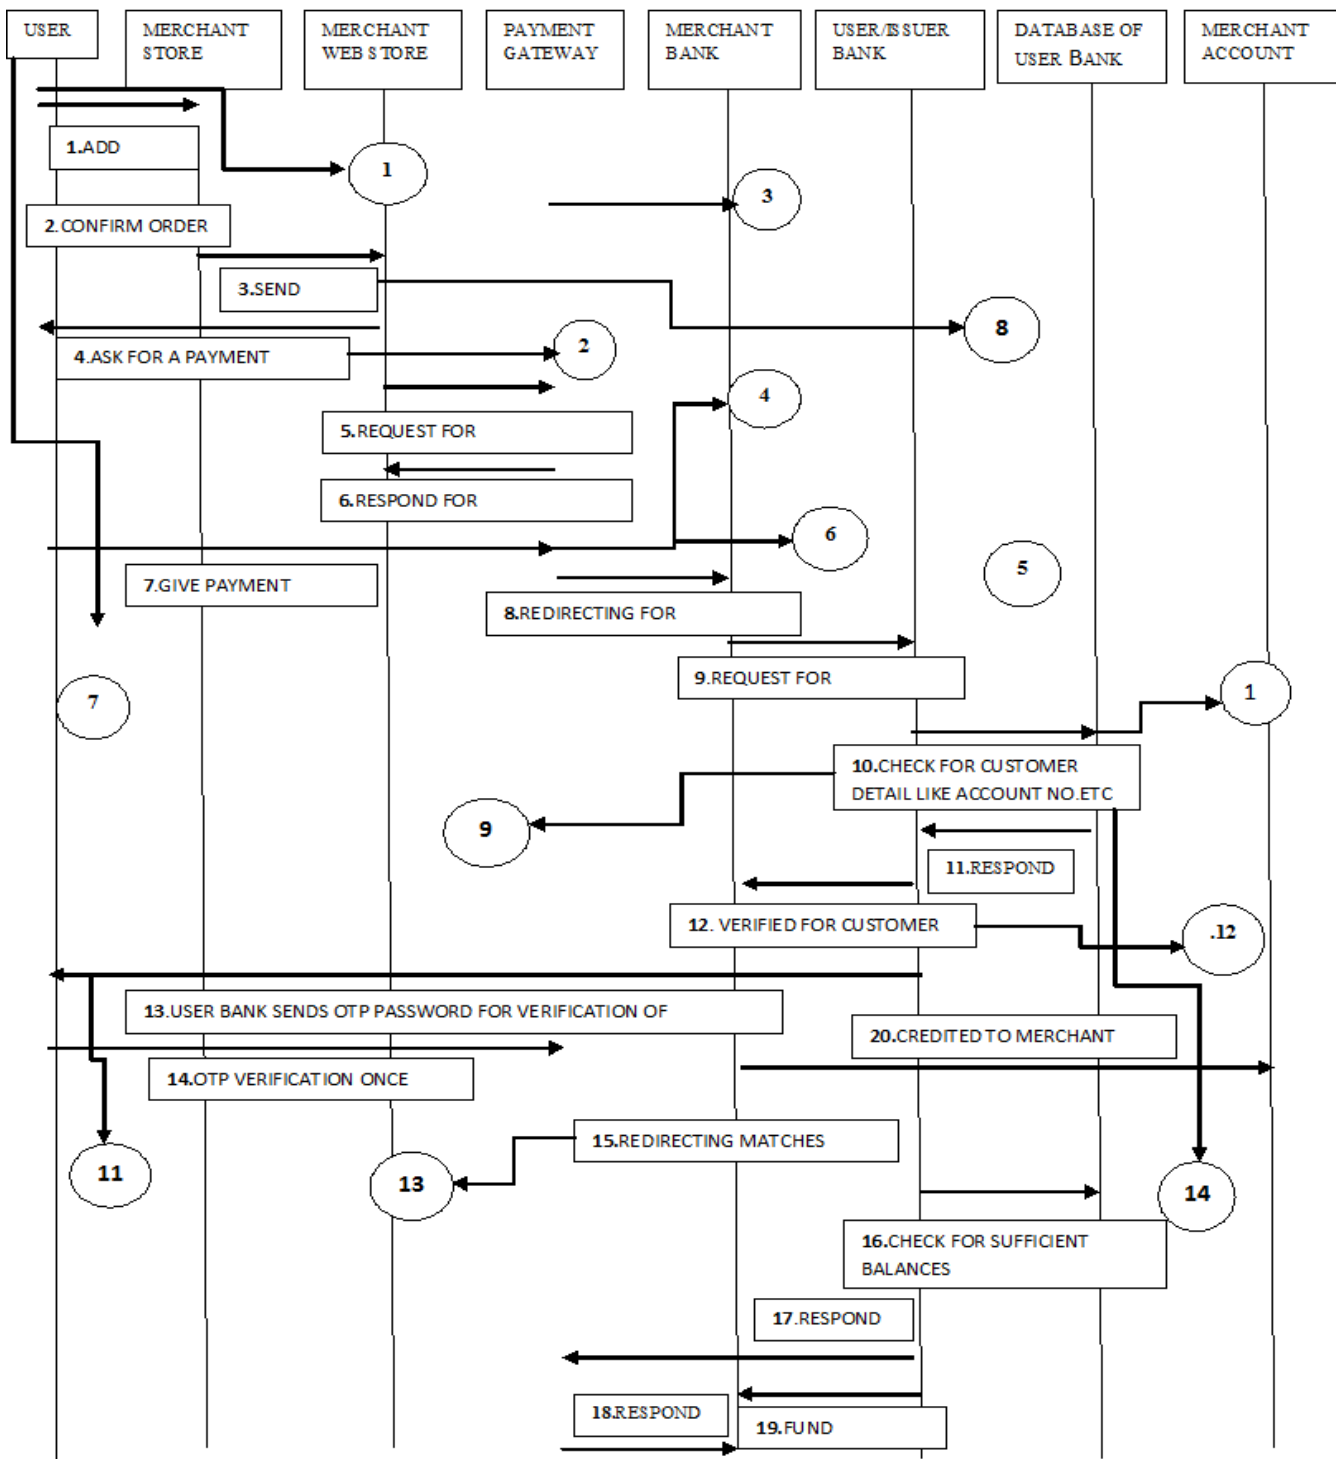 USER
MERCHANT
STORE
MERCHANT
WEB STORE
PAYMENT
GATEWAY
MERCHANT
BANK
USER/ISSUER
BANK
DATABASE OF
USER BANK
MERCHANT
ACCOUNT
1.ADD
1
3
2.CONFIRM ORDER
3.SEND
8
4.ASK FOR A PAYMENT
2
4
5.REQUEST FOR
6.RESPOND FOR
6
5
7.GIVE PAYMENT
8.REDIRECTING FOR
9.REQUEST FOR
7
1
10.CHECK FOR CUSTOMER
DETAIL LIKE ACCOUNT NO.ETC
9
11.RESPOND
12. VERIFIED FOR CUSTOMER
.12
13.USER BANK SENDS OTP PASSWORD FOR VERIFICATION OF
20.CREDITED TO MERCHANT
14.OTP VERIFICATION ONCE
15.REDIRECTING MATCHES
11
13
14
16.CHECK FOR SUFFICIENT
BALANCES
17.RESPOND
18.RESPOND
19.FUND